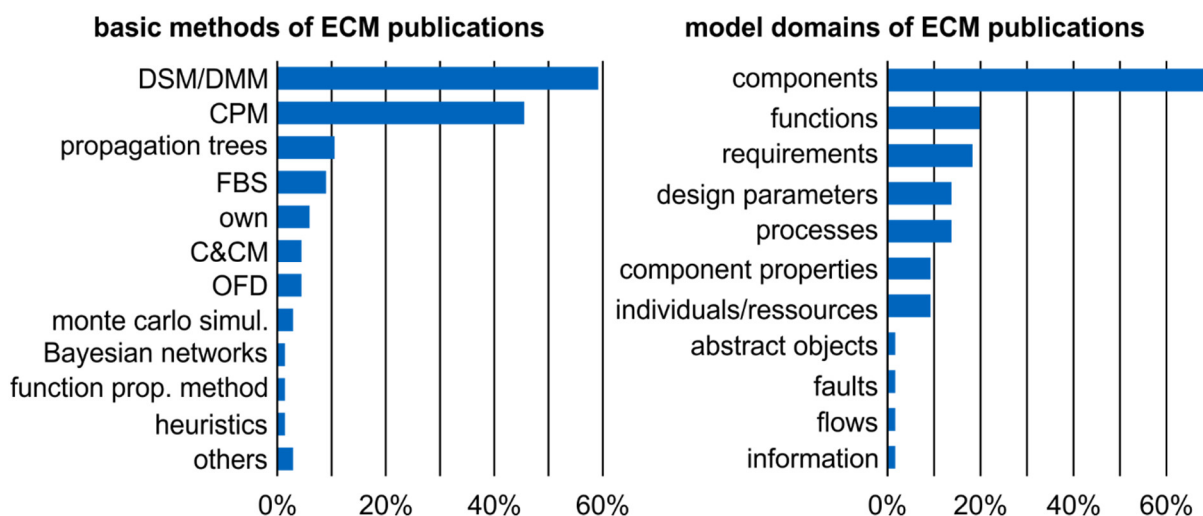 basic methods of ECM publications
DSM/DMM
CPM
propagation trees
FBS
own
C&CM
OFD
monte carlo simul.
Bayesian networks
function prop. method
heuristics
others
0% 20% 40% 60%
model domains of ECM publications
components
functions
requirements
design parameters
processes
component properties
individuals/ressources
abstract objects
faults
flows
information
0% 20% 40% 60%